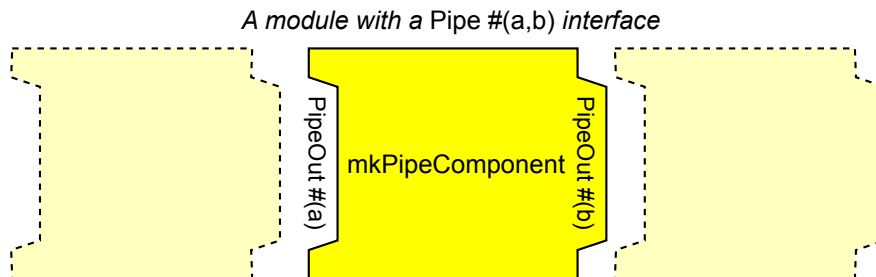 A module with a Pipe #(a,b) interface
PipeOut #(a)
mkPipeComponent
PipeOut #(b)